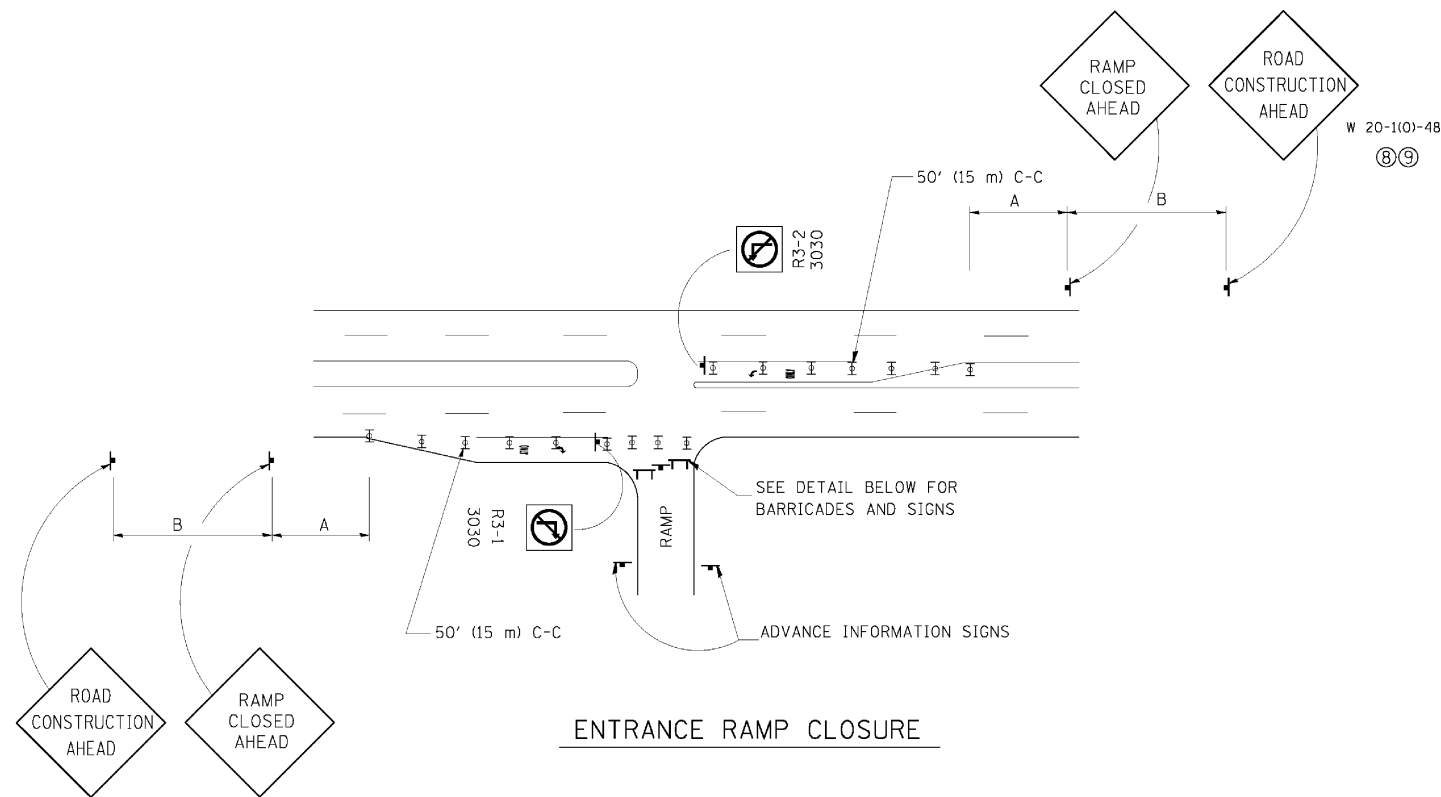 RAMP
CLOSED
AHEAD
ROAD
CONSTRUCTION
AHEAD
W 20-1(O)-48
⑧⑨
50' (15 m) C-C
A
B
R3-2
3030
R3-1
3030
B
A
RAMP
SEE DETAIL BELOW FOR
BARRICADES AND SIGNS
50' (15 m) C-C
ADVANCE INFORMATION SIGNS
ROAD
CONSTRUCTION
AHEAD
RAMP
CLOSED
AHEAD
ENTRANCE RAMP CLOSURE